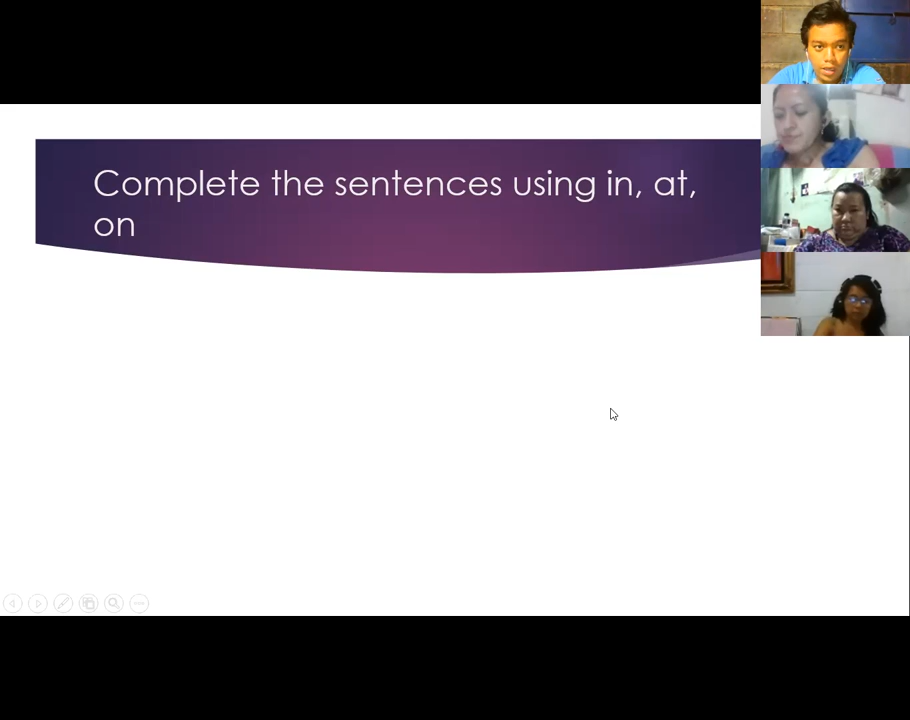 Complete the sentences using in, at,
on